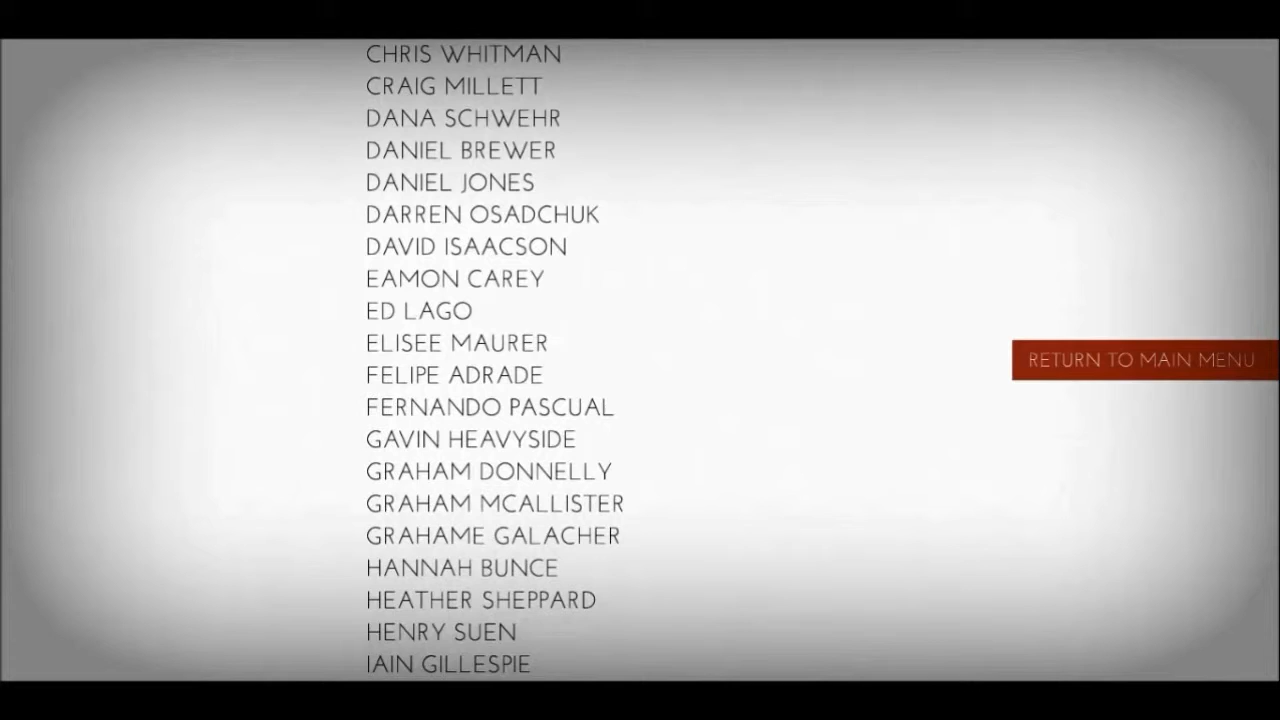 CHRIS WHITMAN
CRAIG MILLETT
DANA SCHWEHR
DANIEL BREWER
DANIEL JONES
DARREN OSADCHUK
DAVID ISAACSON
EAMON CAREY
ED LAGO
ELISEE MAURER
RETURN TO MAIN MENU
FELIPE ADRADE
FERNANDO PASCUAL
GAVIN HEAVYSIDE
GRAHAM DONNELLY
GRAHAM MCALLISTER
GRAHAME GALACHER
HANNAH BUNCE
HEATHER SHEPPARD
HENRY SUEN
IAIN GILLESPIE